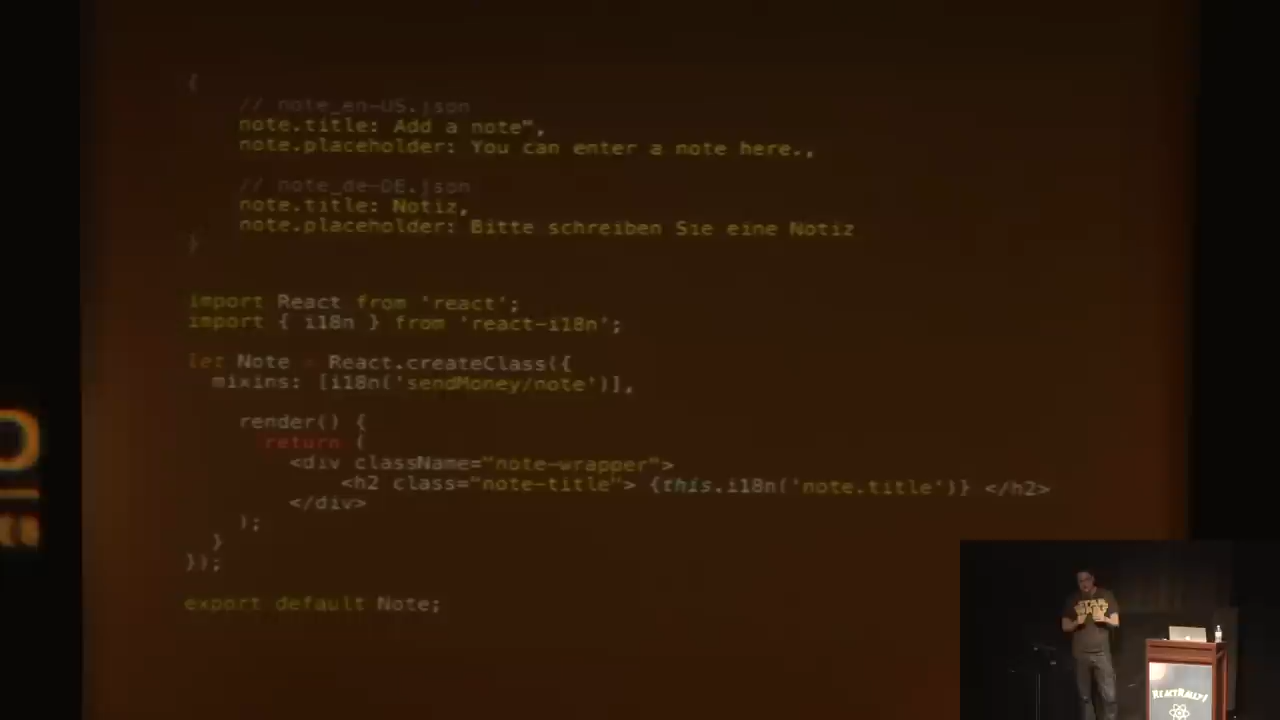 {
// note_en-US.json
note.title: Add a note",
note.placeholder: You can enter a note here.,
// note_de-DE.json
note.title: Notiz,
note.placeholder: Bitte schreiben Sie eine Notiz
}
import React from 'react';
import { i18n } from 'react-i18n';
let Note = React.createClass({
mixins: [i18n('sendMoney/note')],
render() {
return (
<div className="note-wrapper">
<h2 class="note-title"> {this.i18n('note.title')} </h2>
</div>
);
}
});
export default Note;
STAR WARS
REACTRALLY